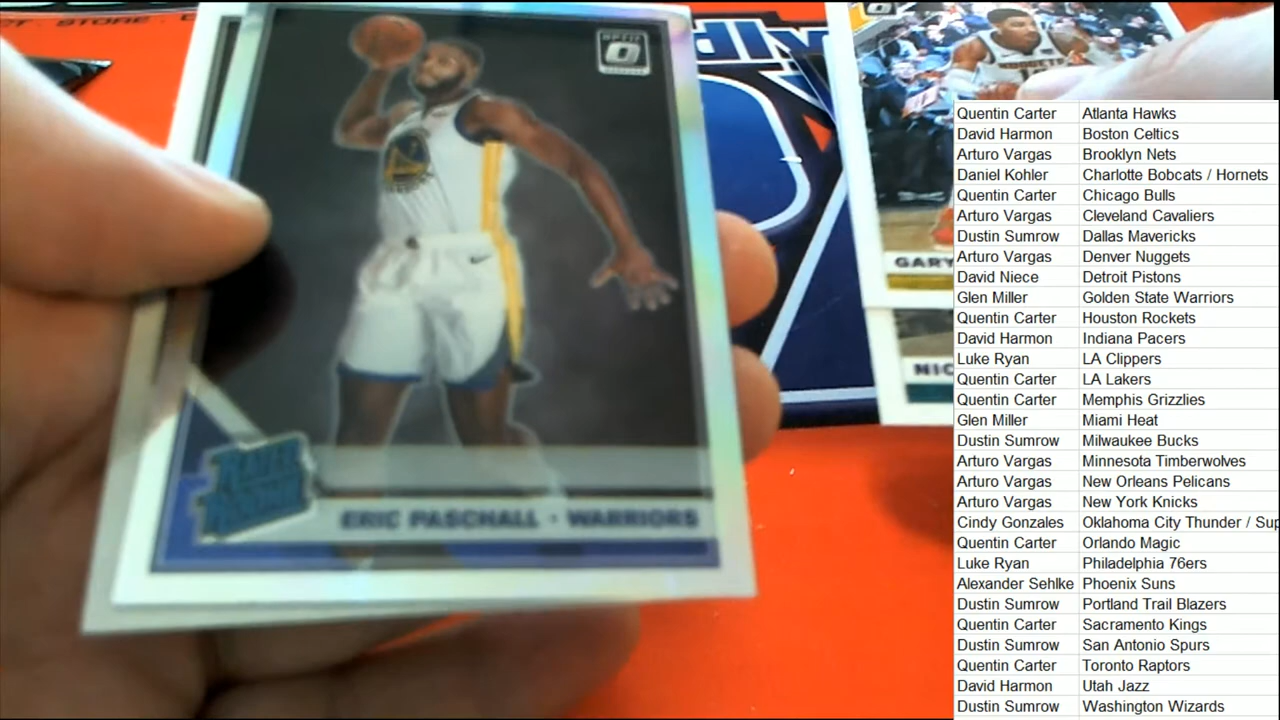 STORE
OPTIC
RATED
ROOKIE
ERIC PASCHALL · WARRIORS
GARY
NIC
Quentin Carter Atlanta Hawks
David Harmon Boston Celtics
Arturo Vargas Brooklyn Nets
Daniel Kohler Charlotte Bobcats / Hornets
Quentin Carter Chicago Bulls
Arturo Vargas Cleveland Cavaliers
Dustin Sumrow Dallas Mavericks
Arturo Vargas Denver Nuggets
David Niece Detroit Pistons
Glen Miller Golden State Warriors
Quentin Carter Houston Rockets
David Harmon Indiana Pacers
Luke Ryan LA Clippers
Quentin Carter LA Lakers
Quentin Carter Memphis Grizzlies
Glen Miller Miami Heat
Dustin Sumrow Milwaukee Bucks
Arturo Vargas Minnesota Timberwolves
Arturo Vargas New Orleans Pelicans
Arturo Vargas New York Knicks
Cindy Gonzales Oklahoma City Thunder / Sup
Quentin Carter Orlando Magic
Luke Ryan Philadelphia 76ers
Alexander Sehlke Phoenix Suns
Dustin Sumrow Portland Trail Blazers
Quentin Carter Sacramento Kings
Dustin Sumrow San Antonio Spurs
Quentin Carter Toronto Raptors
David Harmon Utah Jazz
Dustin Sumrow Washington Wizards